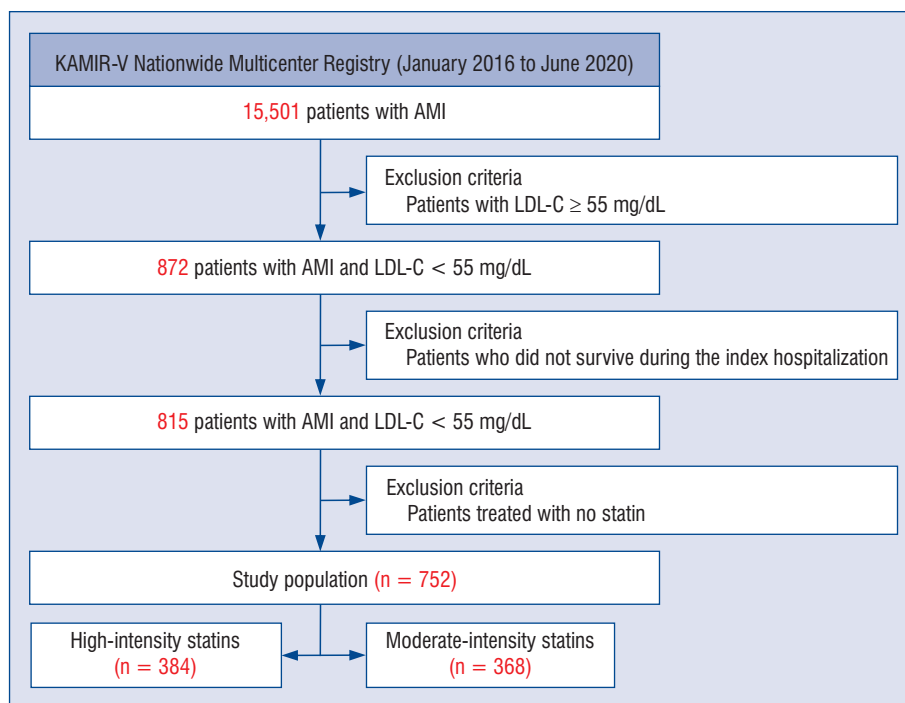 KAMIR-V Nationwide Multicenter Registry (January 2016 to June 2020)
15,501 patients with AMI
Exclusion criteria
Patients with LDL-C ≥ 55 mg/dL
872 patients with AMI and LDL-C < 55 mg/dL
Exclusion criteria
Patients who did not survive during the index hospitalization
815 patients with AMI and LDL-C < 55 mg/dL
Exclusion criteria
Patients treated with no statin
Study population (n = 752)
High-intensity statins
(n = 384)
Moderate-intensity statins
(n = 368)